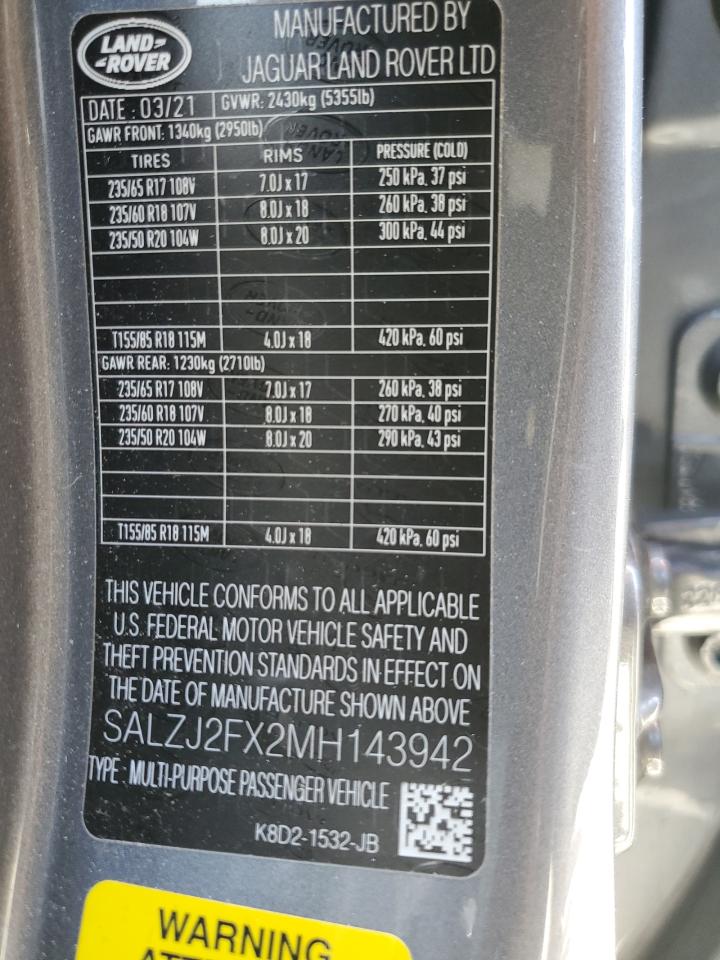 LAND-
-ROVER
MANUFACTURED BY
JAGUAR LAND ROVER LTD
DATE : 03/21 GVWR: 2430kg (5355lb)
GAWR FRONT: 1340kg (2950lb)
TIRES RIMS PRESSURE (COLD)
235/65 R17 108V 7.0J x 17 250 kPa, 37 psi
235/60 R18 107V 8.0J x 18 260 kPa, 38 psi
235/50 R20 104W 8.0J x 20 300 kPa, 44 psi
T155/85 R18 115M 4.0J x 18 420 kPa, 60 psi
GAWR REAR: 1230kg (2710lb)
235/65 R17 108V 7.0J x 17 260 kPa, 38 psi
235/60 R18 107V 8.0J x 18 270 kPa, 40 psi
235/50 R20 104W 8.0J x 20 290 kPa, 43 psi
T155/85 R18 115M 4.0J x 18 420 kPa, 60 psi
THIS VEHICLE CONFORMS TO ALL APPLICABLE
U.S. FEDERAL MOTOR VEHICLE SAFETY AND
THEFT PREVENTION STANDARDS IN EFFECT ON
THE DATE OF MANUFACTURE SHOWN ABOVE
SALZJ2FX2MH143942
TYPE : MULTI-PURPOSE PASSENGER VEHICLE
K8D2-1532-JB
WARNING